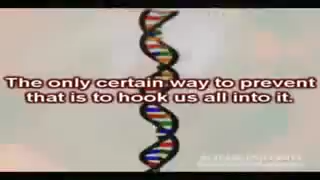 The only certain way to prevent
that is to hook us all into it.